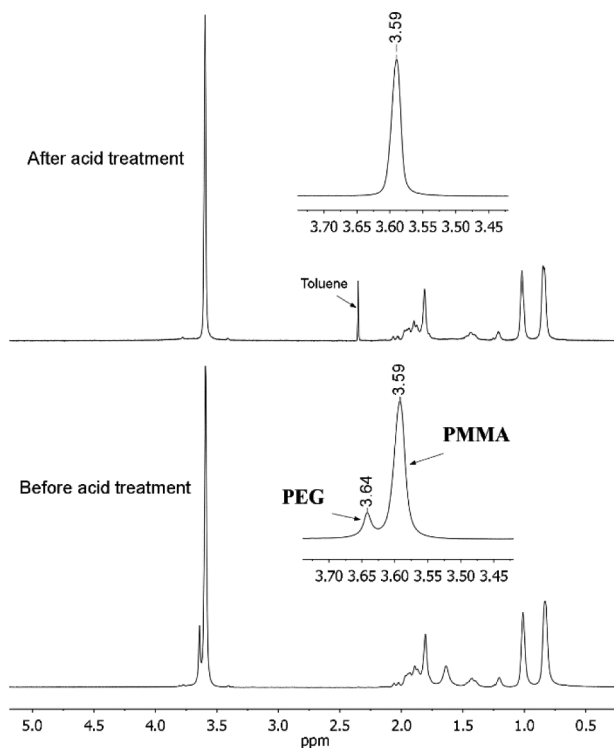 3.59
After acid treatment
3.70 3.65 3.60 3.55 3.50 3.45
Toluene
3.59
PMMA
Before acid treatment
3.64
PEG
3.70 3.65 3.60 3.55 3.50 3.45
5.0 4.5 4.0 3.5 3.0 2.5 2.0 1.5 1.0 0.5
ppm